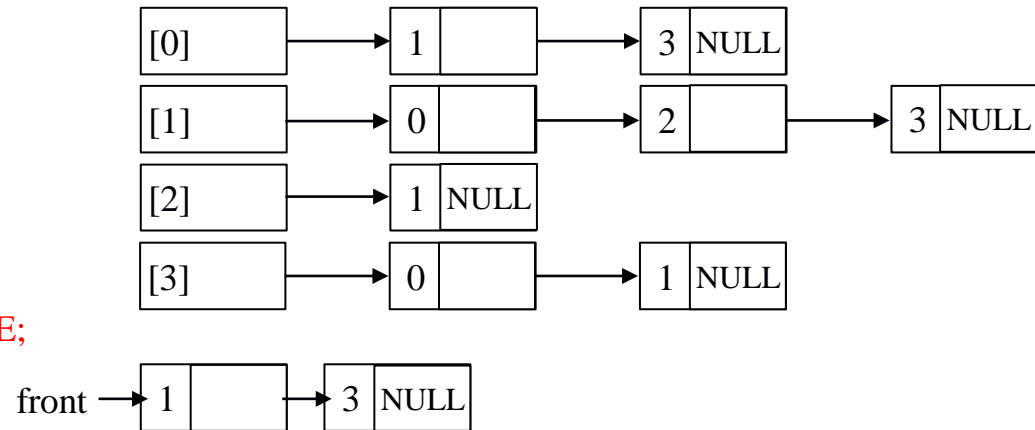 [0] 1 3 NULL
[1] 0 2 3 NULL
[2] 1 NULL
[3] 0 1 NULL
E;
front 1 3 NULL